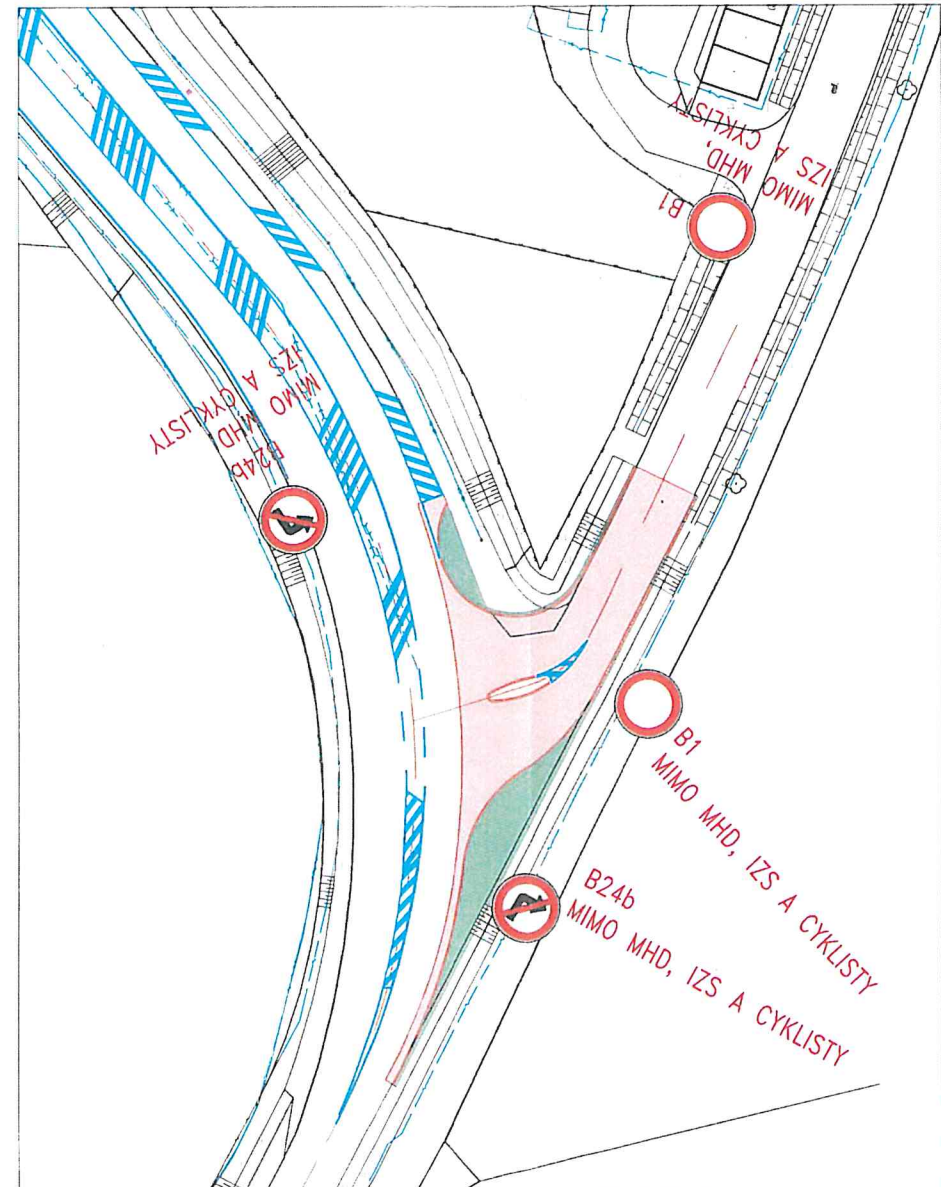 B1
MIMO MHD,
IZS A CYKLISTY
B24b
MIMO
MHD
IZS A CYKLISTY
B1
MIMO MHD, IZS A CYKLISTY
B24b
MIMO MHD, IZS A CYKLISTY